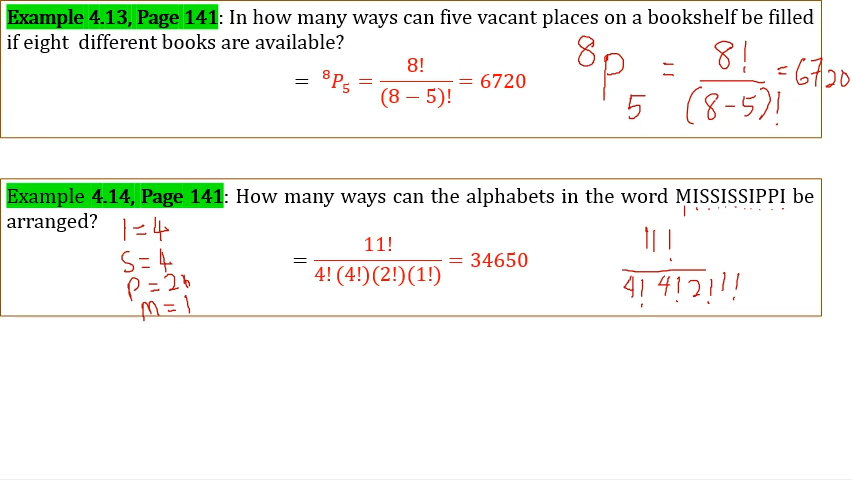 Example 4.13, Page 141: In how many ways can five vacant places on a bookshelf be filled
if eight different books are available?
= ⁸P₅ = 8! / (8 − 5)! = 6720
⁸P₅ = 8! / (8-5)! = 6720
Example 4.14, Page 141: How many ways can the alphabets in the word MISSISSIPPI be
arranged?
I = 4
S = 4
P = 2
M = 1
= 11! / 4! (4!)(2!)(1!) = 34650
11! / 4! 4! 2! 1!